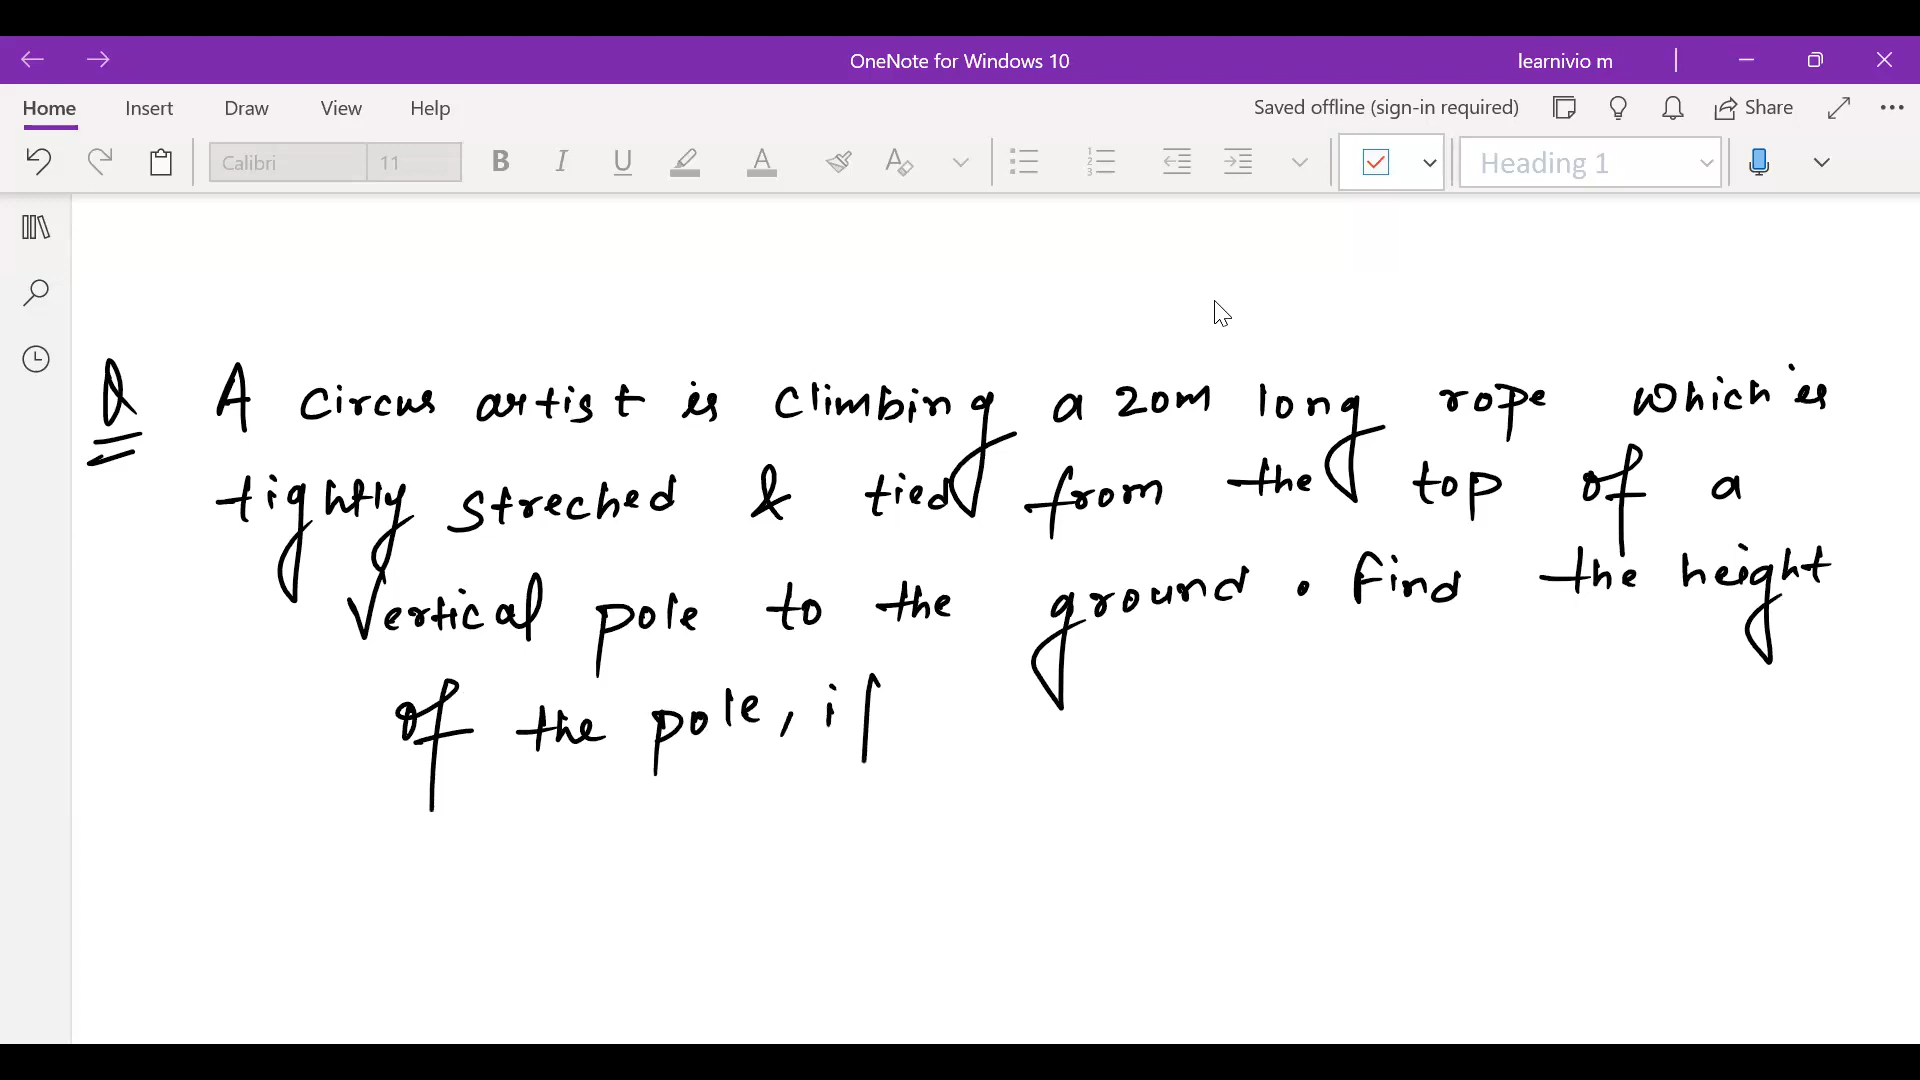 OneNote for Windows 10
learnivio m
Home Insert Draw View Help
Saved offline (sign-in required)
Share
Calibri 11
B I U A A
Heading 1
Q A circus artist is climbing a 20m long rope which is
tightly streched & tied from the top of a
Vertical pole to the ground. Find the height
of the pole, if